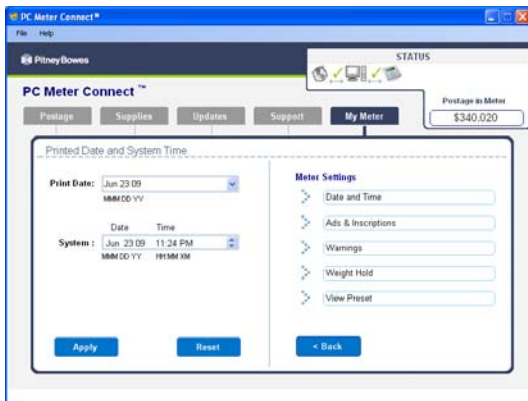 PC Meter Connect®
File Help
Pitney Bowes
STATUS
PC Meter Connect ™
Postage in Meter
$340.020
Postage Supplies Updates Support My Meter
Printed Date and System Time
Print Date: Jun 23 09
MMM DD YY
Date Time
System : Jun 23 09 11:24 PM
MMM DD YY HH:MM XM
Meter Settings
Date and Time
Ads & Inscriptions
Warnings
Weight Hold
View Preset
Apply Reset < Back